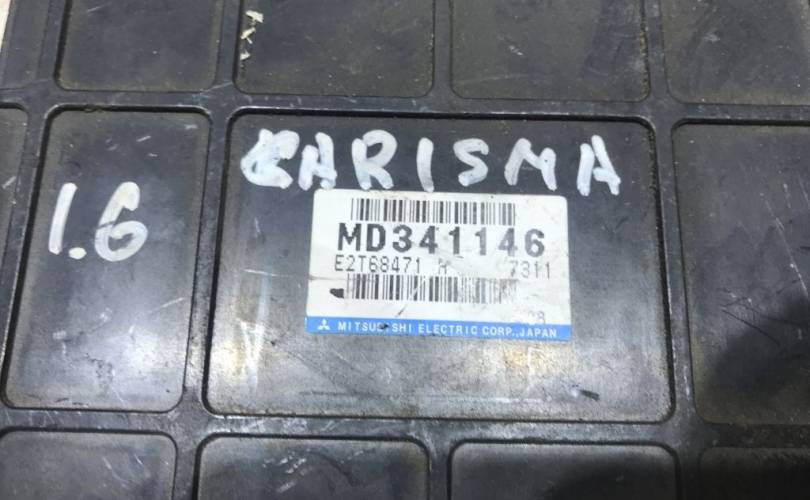 CARISMA
1.6
MD341146
E2T68471 7311
MITSUBISHI ELECTRIC CORP.,JAPAN